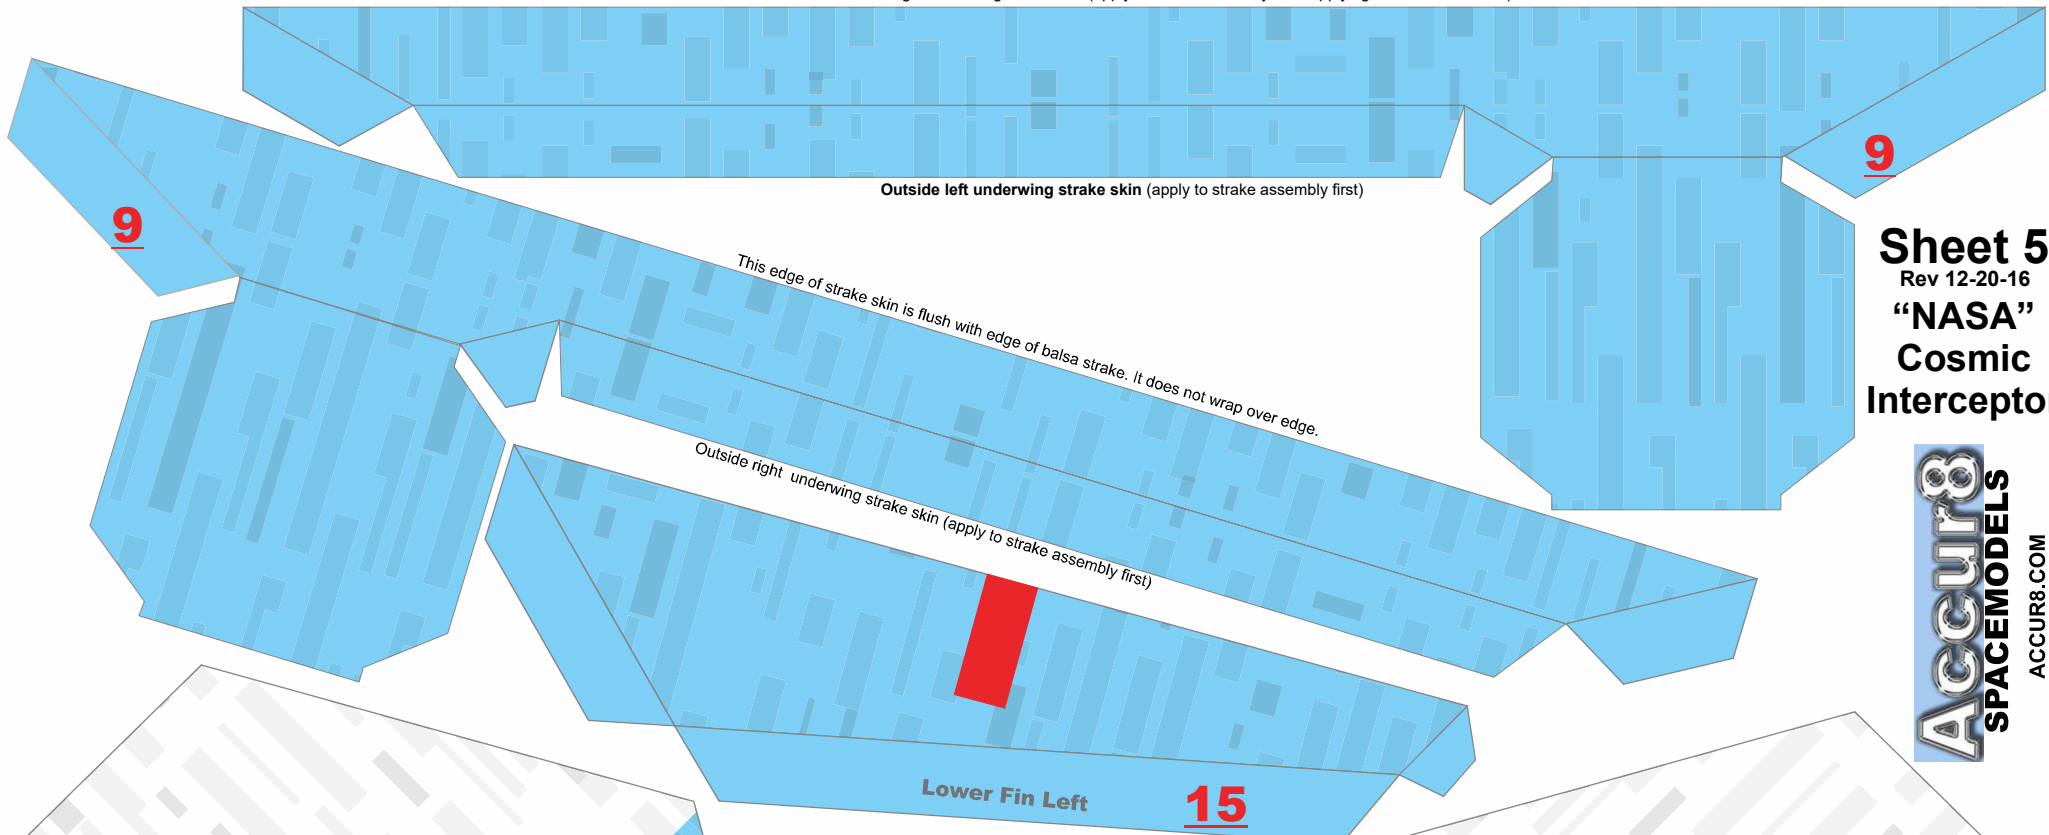 9
Outside left underwing strake skin (apply to strake assembly first)
9
Sheet 5
Rev 12-20-16
“NASA”
Cosmic
Intercepto
This edge of strake skin is flush with edge of balsa strake. It does not wrap over edge.
Outside right underwing strake skin (apply to strake assembly first)
Accur8
SPACEMODELS
ACCUR8.COM
Lower Fin Left
15